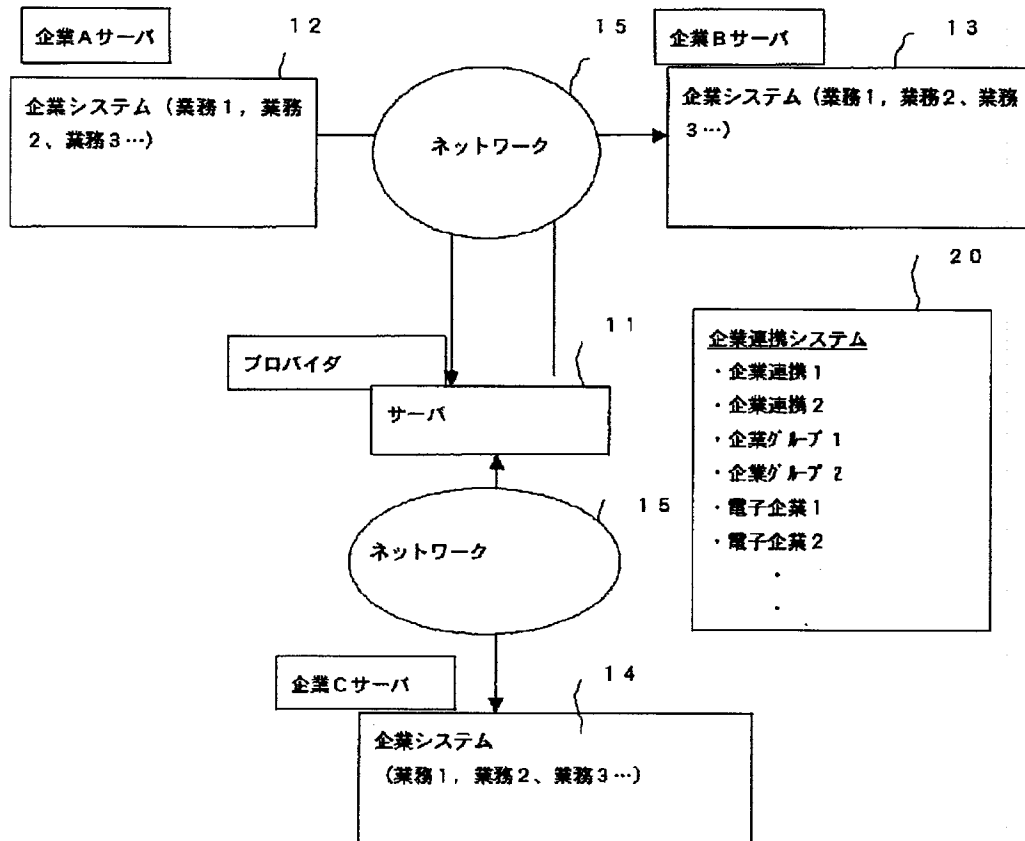 企業Aサーバ
12
15
企業Bサーバ
13
企業システム(業務1,業務
2、業務3…)
ネットワーク
企業システム(業務1,業務2、業務
3…)
20
11
プロバイダ
サーバ
企業連携システム
・企業連携1
・企業連携2
・企業グループ1
・企業グループ2
・電子企業1
・電子企業2
15
ネットワーク
企業Cサーバ
14
企業システム
(業務1,業務2、業務3…)